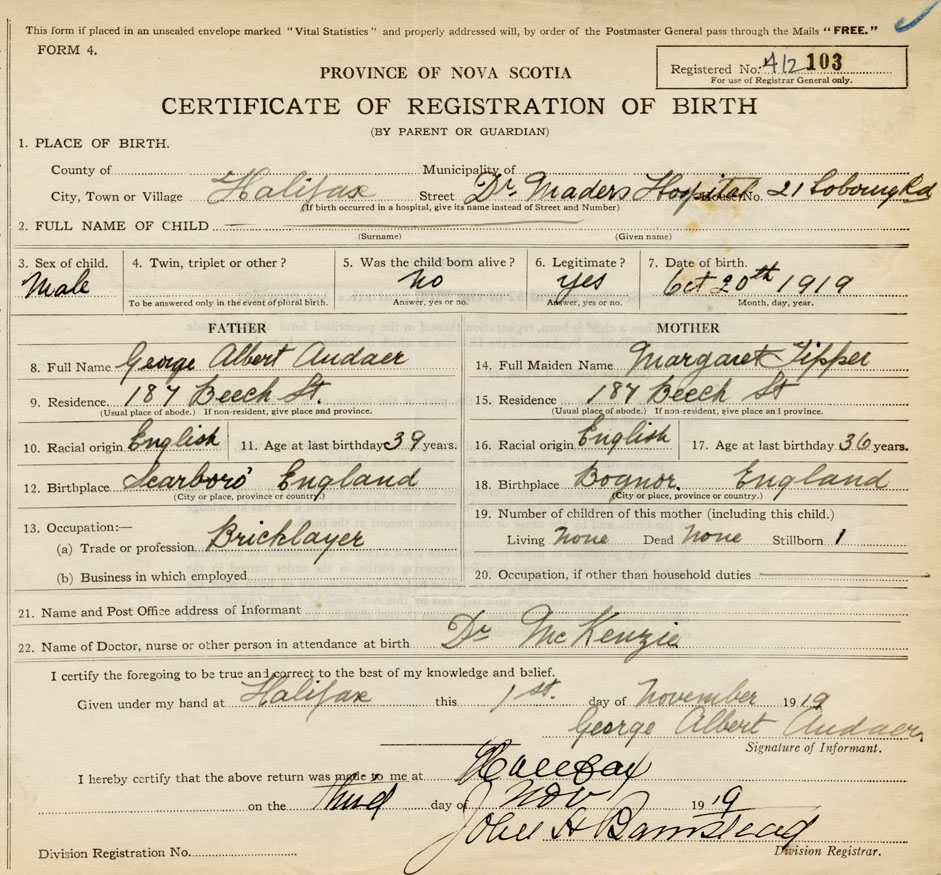 This form if placed in an unsealed envelope marked "Vital Statistics" and properly addressed will, by order of the Postmaster General pass through the Mails "FREE."
FORM 4.
Registered No. 412 103
For use of Registrar General only.
PROVINCE OF NOVA SCOTIA
CERTIFICATE OF REGISTRATION OF BIRTH
(BY PARENT OR GUARDIAN)
1. PLACE OF BIRTH.
County of Municipality of
City, Town or Village Halifax Street Dr Maders Hospital House No. 21 Rd
(If birth occurred in a hospital, give its name instead of Street and Number)
2. FULL NAME OF CHILD
(Surname) (Given name)
3. Sex of child. Male
4. Twin, triplet or other?
To be answered only in the event of plural birth.
5. Was the child born alive? no
Answer, yes or no.
6. Legitimate? yes
Answer, yes or no.
7. Date of birth. Oct 20th 1919
Month, day, year.
FATHER
8. Full Name George Albert Audaer
9. Residence. 187 Beech St.
(Usual place of abode.) If non-resident, give place and province.
10. Racial origin English 11. Age at last birthday 39 years.
12. Birthplace Scarboro' England
(City or place, province or country.)
13. Occupation:—
(a) Trade or profession Bricklayer
(b) Business in which employed
MOTHER
14. Full Maiden Name Margaret Tipper
15. Residence. 187 Beech St
(Usual place of abode.) If non-resident, give place and province.
16. Racial origin English 17. Age at last birthday 36 years.
18. Birthplace Bognor. England
(City or place, province or country.)
19. Number of children of this mother (including this child.)
Living none Dead none Stillborn 1
20. Occupation, if other than household duties
21. Name and Post Office address of Informant
22. Name of Doctor, nurse or other person in attendance at birth Dr McKenzie
I certify the foregoing to be true and correct to the best of my knowledge and belief.
Given under my hand at Halifax this 1st. day of November 1919
George Albert Audaer
Signature of Informant.
I hereby certify that the above return was made to me at Halifax
on the third day of Nov 1919
John H Barnstead
Division Registrar.
Division Registration No.